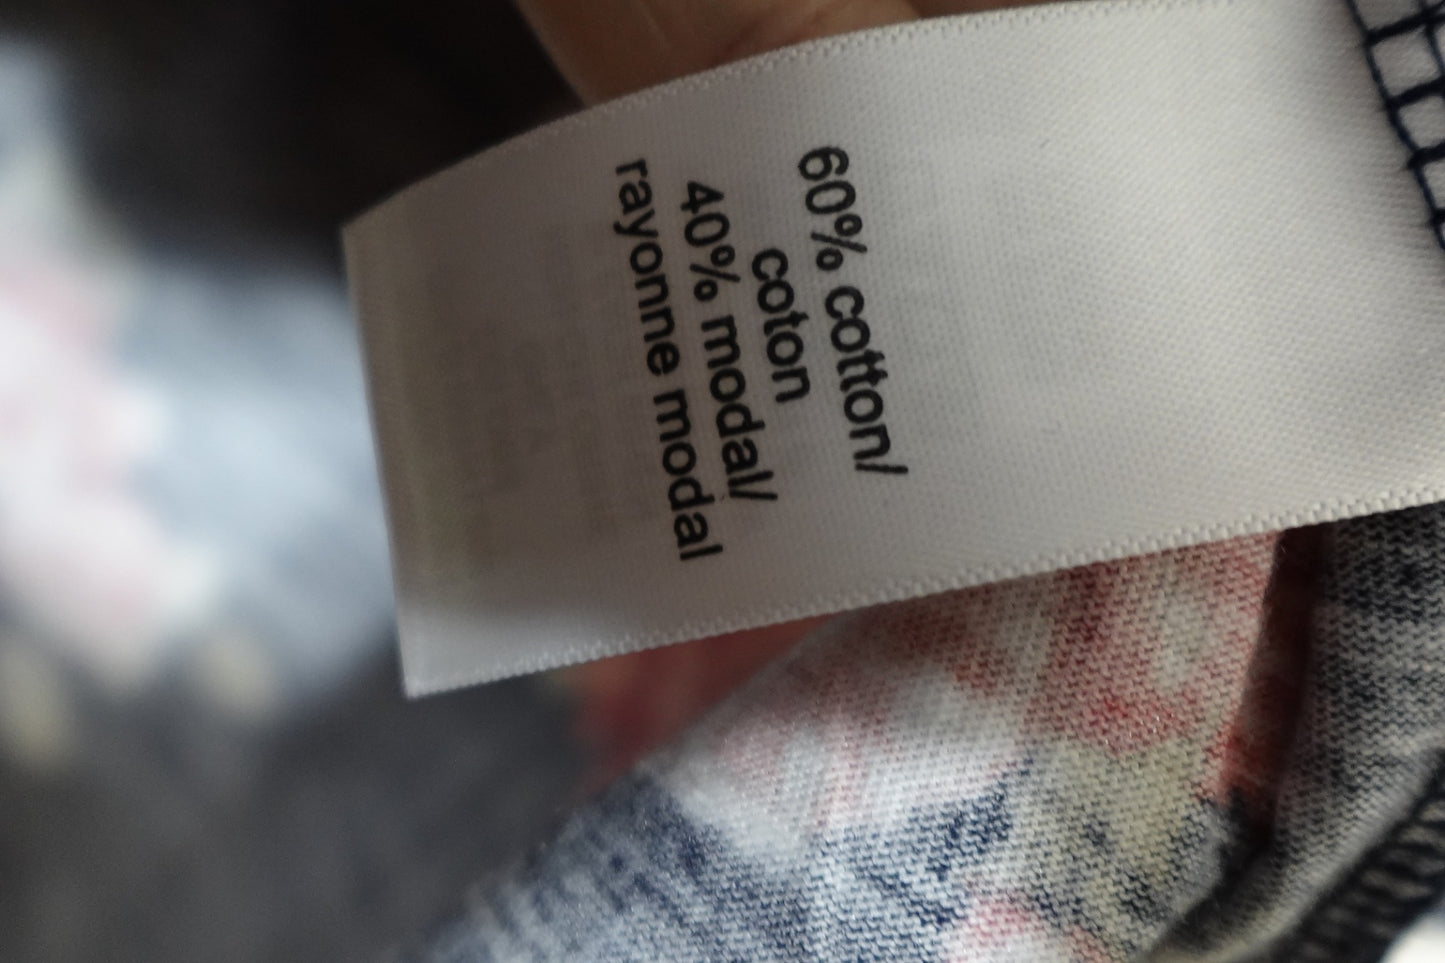 60% cotton/
coton
40% modal/
rayonne modal